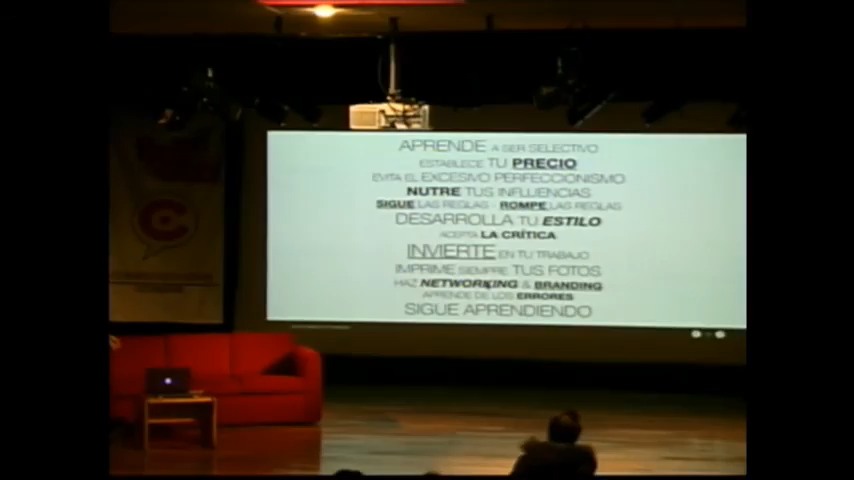 APRENDE A SER SELECTIVO
ESTABLECE TU PRECIO
EVITA EL EXCESIVO PERFECCIONISMO
NUTRE TUS INFLUENCIAS
SIGUE LAS REGLAS - ROMPE LAS REGLAS
DESARROLLA TU ESTILO
ACEPTA LA CRÍTICA
INVIERTE EN TU TRABAJO
IMPRIME SIEMPRE TUS FOTOS
HAZ NETWORKING & BRANDING
APRENDE DE LOS ERRORES
SIGUE APRENDIENDO